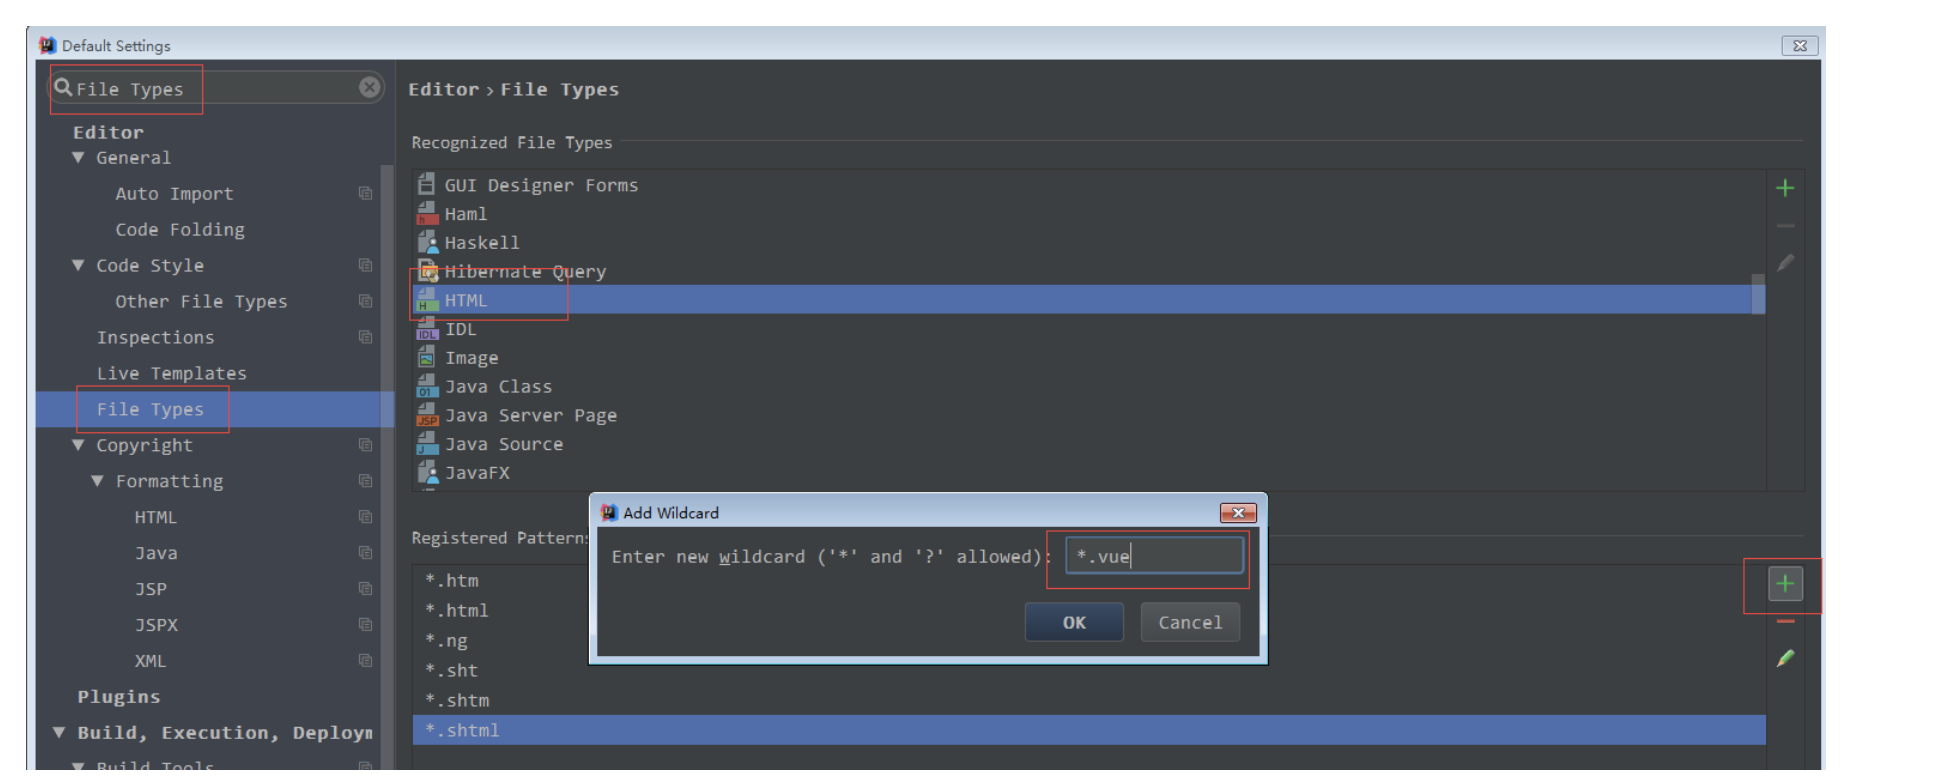 Default Settings
File Types
Editor
General
Auto Import
Code Folding
Code Style
Other File Types
Inspections
Live Templates
File Types
Copyright
Formatting
HTML
Java
JSP
JSPX
XML
Plugins
Build, Execution, Deploym
Build Tools
Editor › File Types
Recognized File Types
GUI Designer Forms
Haml
Haskell
Hibernate Query
HTML
IDL
Image
Java Class
Java Server Page
Java Source
JavaFX
Registered Pattern
*.htm
*.html
*.ng
*.sht
*.shtm
*.shtml
Add Wildcard
Enter new wildcard ('*' and '?' allowed): *.vue
OK Cancel